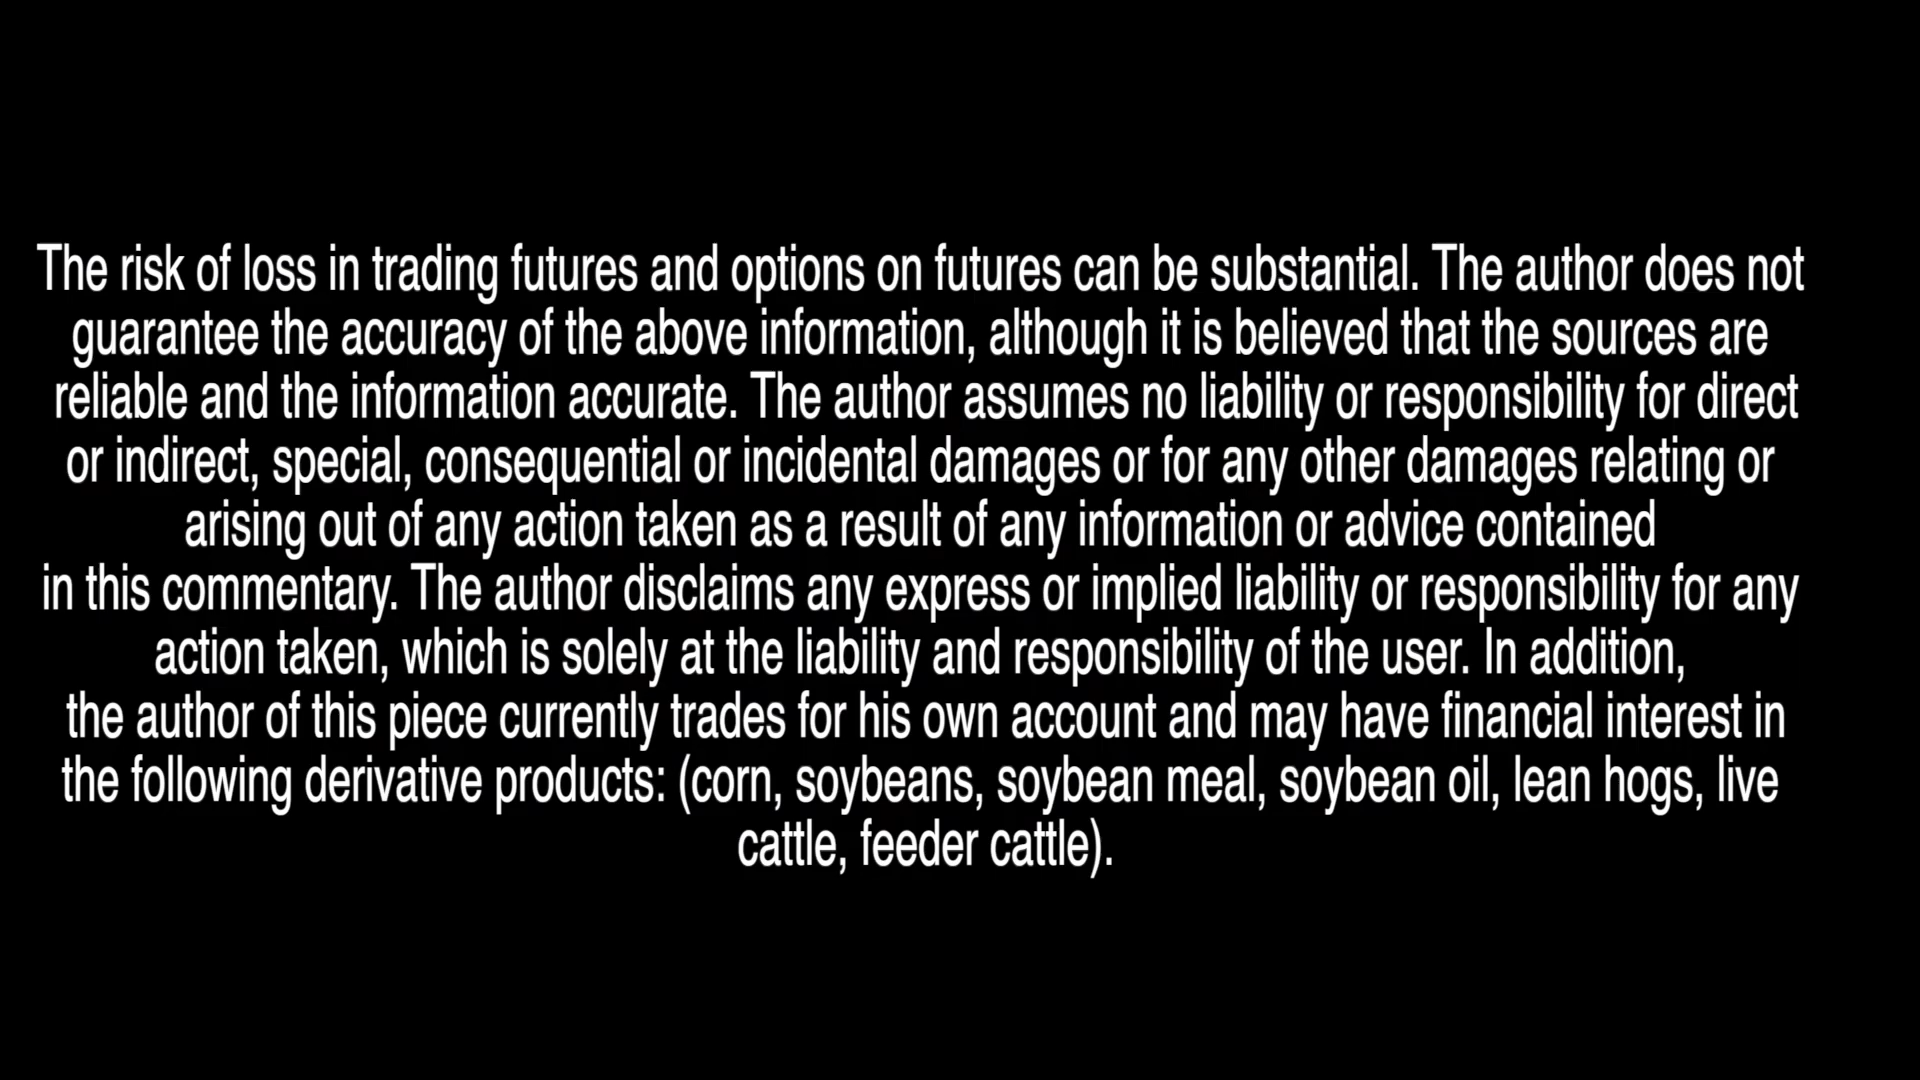 The risk of loss in trading futures and options on futures can be substantial. The author does not
guarantee the accuracy of the above information, although it is believed that the sources are
reliable and the information accurate. The author assumes no liability or responsibility for direct
or indirect, special, consequential or incidental damages or for any other damages relating or
arising out of any action taken as a result of any information or advice contained
in this commentary. The author disclaims any express or implied liability or responsibility for any
action taken, which is solely at the liability and responsibility of the user. In addition,
the author of this piece currently trades for his own account and may have financial interest in
the following derivative products: (corn, soybeans, soybean meal, soybean oil, lean hogs, live
cattle, feeder cattle).